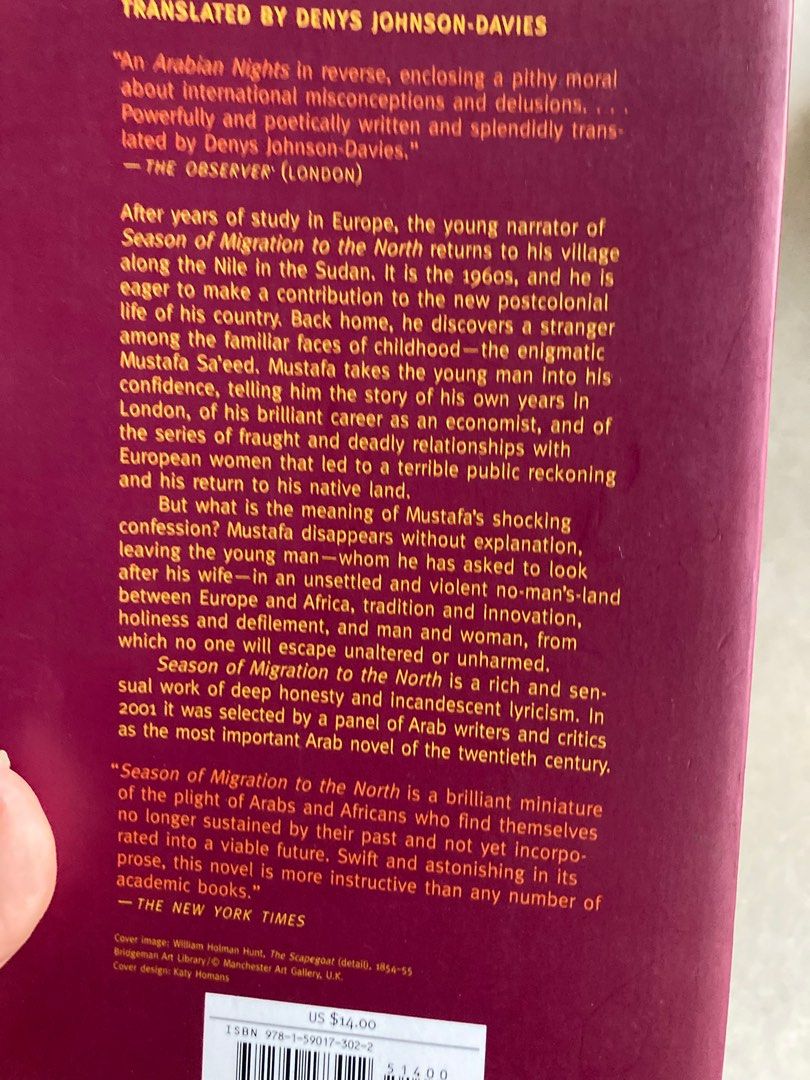 TRANSLATED BY DENYS JOHNSON-DAVIES
"An Arabian Nights in reverse, enclosing a pithy moral
about international misconceptions and delusions. . . .
Powerfully and poetically written and splendidly trans-
lated by Denys Johnson-Davies."
—THE OBSERVER (LONDON)
After years of study in Europe, the young narrator of
Season of Migration to the North returns to his village
along the Nile in the Sudan. It is the 1960s, and he is
eager to make a contribution to the new postcolonial
life of his country. Back home, he discovers a stranger
among the familiar faces of childhood—the enigmatic
Mustafa Sa'eed. Mustafa takes the young man into his
confidence, telling him the story of his own years in
London, of his brilliant career as an economist, and of
the series of fraught and deadly relationships with
European women that led to a terrible public reckoning
and his return to his native land.
But what is the meaning of Mustafa's shocking
confession? Mustafa disappears without explanation,
leaving the young man—whom he has asked to look
after his wife—in an unsettled and violent no-man's-land
between Europe and Africa, tradition and innovation,
holiness and defilement, and man and woman, from
which no one will escape unaltered or unharmed.
Season of Migration to the North is a rich and sen-
sual work of deep honesty and incandescent lyricism. In
2001 it was selected by a panel of Arab writers and critics
as the most important Arab novel of the twentieth century.
"Season of Migration to the North is a brilliant miniature
of the plight of Arabs and Africans who find themselves
no longer sustained by their past and not yet incorpo-
rated into a viable future. Swift and astonishing in its
prose, this novel is more instructive than any number of
academic books."
—THE NEW YORK TIMES
Cover image: William Holman Hunt, The Scapegoat (detail), 1854–55
Bridgeman Art Library/© Manchester Art Gallery, U.K.
Cover design: Katy Homans
US $14.00
ISBN 978-1-59017-302-2
51400